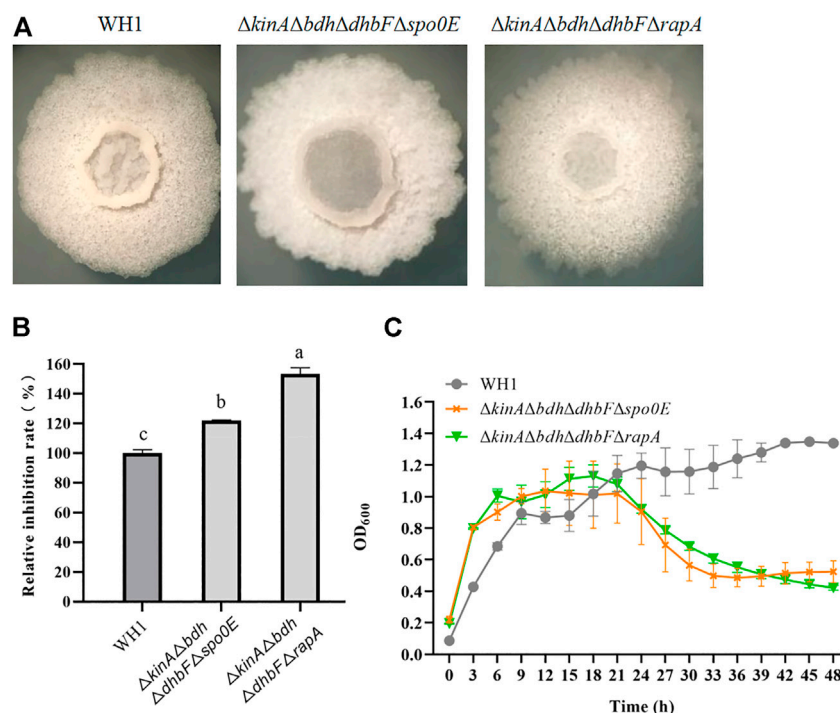 A
WH1
ΔkinAΔbdhΔdhbFΔspo0E
ΔkinAΔbdhΔdhbFΔrapA
B
Relative inhibition rate ( % )
160
140
120
100
80
60
40
20
0
c
b
a
WH1
ΔkinAΔbdh
ΔdhbFΔspo0E
ΔkinAΔbdh
ΔdhbFΔrapA
C
WH1
ΔkinAΔbdhΔdhbFΔspo0E
ΔkinAΔbdhΔdhbFΔrapA
OD600
1.6
1.4
1.2
1.0
0.8
0.6
0.4
0.2
0.0
0 3 6 9 12 15 18 21 24 27 30 33 36 39 42 45 48
Time (h)